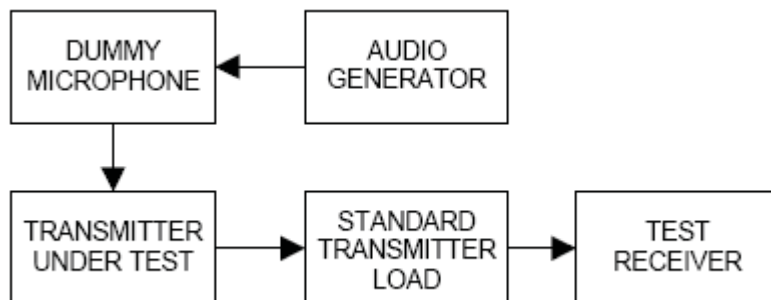 DUMMY
MICROPHONE
AUDIO
GENERATOR
TRANSMITTER
UNDER TEST
STANDARD
TRANSMITTER
LOAD
TEST
RECEIVER